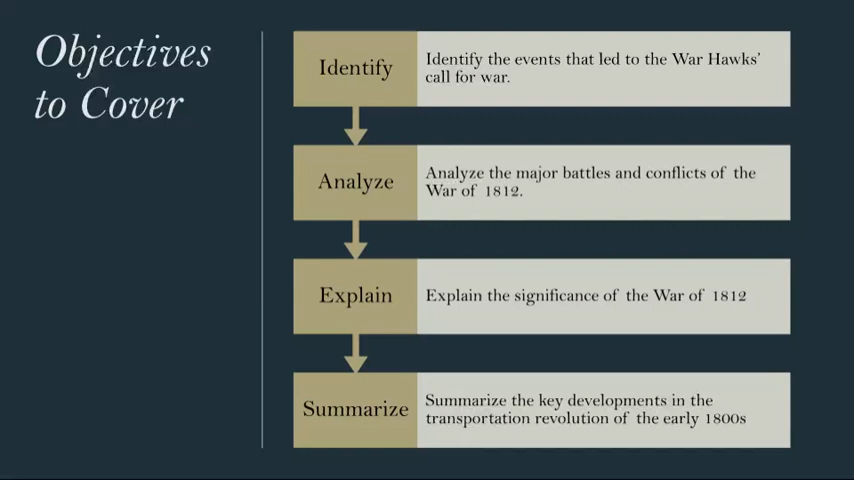 Objectives
to Cover
Identify
Identify the events that led to the War Hawks’
call for war.
Analyze
Analyze the major battles and conflicts of the
War of 1812.
Explain
Explain the significance of the War of 1812
Summarize
Summarize the key developments in the
transportation revolution of the early 1800s